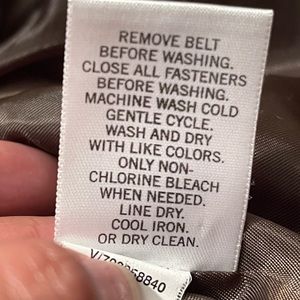 REMOVE BELT
BEFORE WASHING.
CLOSE ALL FASTENERS
BEFORE WASHING.
MACHINE WASH COLD
GENTLE CYCLE.
WASH AND DRY
WITH LIKE COLORS.
ONLY NON-
CHLORINE BLEACH
WHEN NEEDED.
LINE DRY.
COOL IRON.
OR DRY CLEAN.